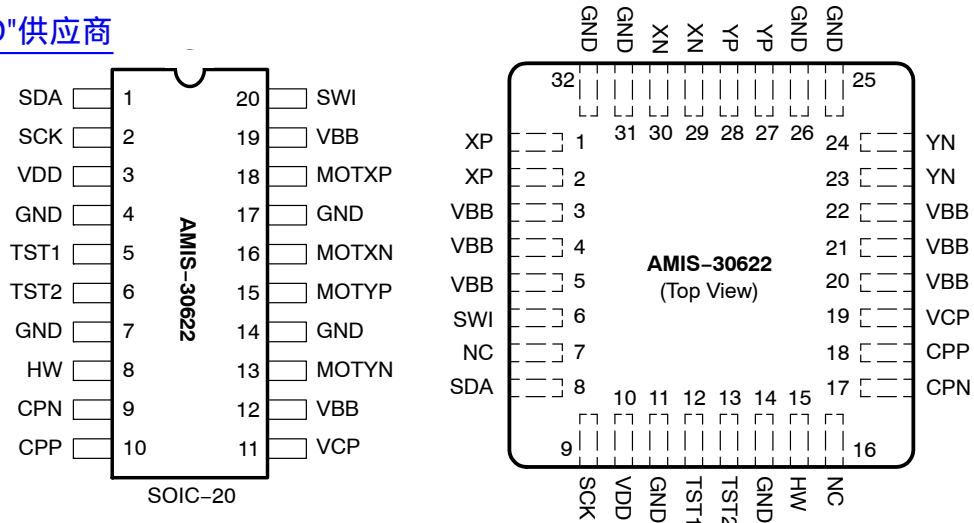 "供应商
SDA 1 20 SWI
SCK 2 19 VBB
VDD 3 18 MOTXP
GND 4 17 GND
TST1 5 16 MOTXN
TST2 6 15 MOTYP
GND 7 14 GND
HW 8 13 MOTYN
CPN 9 12 VBB
CPP 10 11 VCP
AMIS–30622
SOIC–20
GND GND XN XN YP YP GND GND
32 31 30 29 28 27 26 25
XP 1 24 YN
XP 2 23 YN
VBB 3 22 VBB
VBB 4 21 VBB
VBB 5 20 VBB
SWI 6 19 VCP
NC 7 18 CPP
SDA 8 17 CPN
AMIS–30622
(Top View)
9 10 11 12 13 14 15 16
SCK VDD GND TST1 TST2 GND HW NC